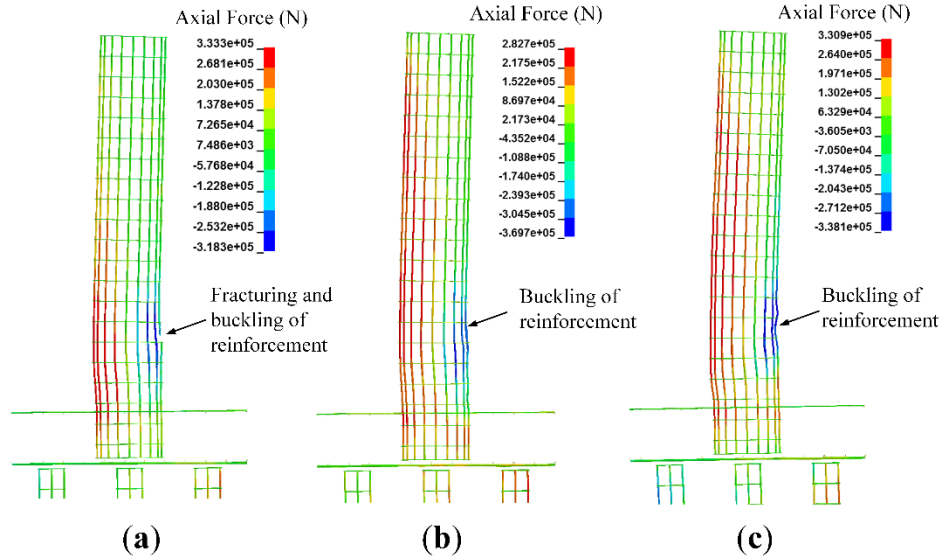 Axial Force (N)
3.333e+05
2.681e+05
2.030e+05
1.378e+05
7.265e+04
7.486e+03
-5.768e+04
-1.228e+05
-1.880e+05
-2.532e+05
-3.183e+05
Fracturing and
buckling of
reinforcement
(a)
Axial Force (N)
2.827e+05
2.175e+05
1.522e+05
8.697e+04
2.173e+04
-4.352e+04
-1.088e+05
-1.740e+05
-2.393e+05
-3.045e+05
-3.697e+05
Buckling of
reinforcement
(b)
Axial Force (N)
3.309e+05
2.640e+05
1.971e+05
1.302e+05
6.329e+04
-3.605e+03
-7.050e+04
-1.374e+05
-2.043e+05
-2.712e+05
-3.381e+05
Buckling of
reinforcement
(c)